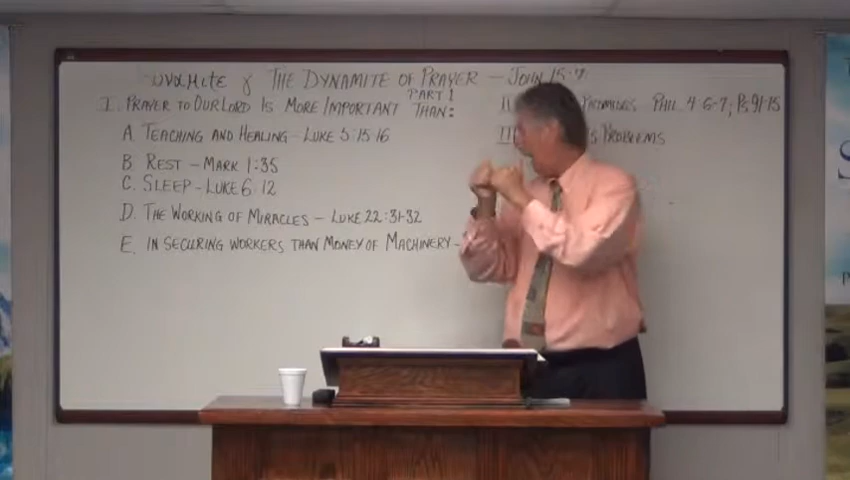 THE DYNAMITE OF PRAYER — JOHN 15:7
PART 1
I. PRAYER TO OUR LORD IS MORE IMPORTANT THAN:
A. TEACHING AND HEALING - LUKE 5:15-16
B. REST - MARK 1:35
C. SLEEP - LUKE 6:12
D. THE WORKING OF MIRACLES - LUKE 22:31-32
E. IN SECURING WORKERS THAN MONEY OF MACHINERY -
PROMISES - PHIL. 4:6-7; PS. 91-15
PROBLEMS